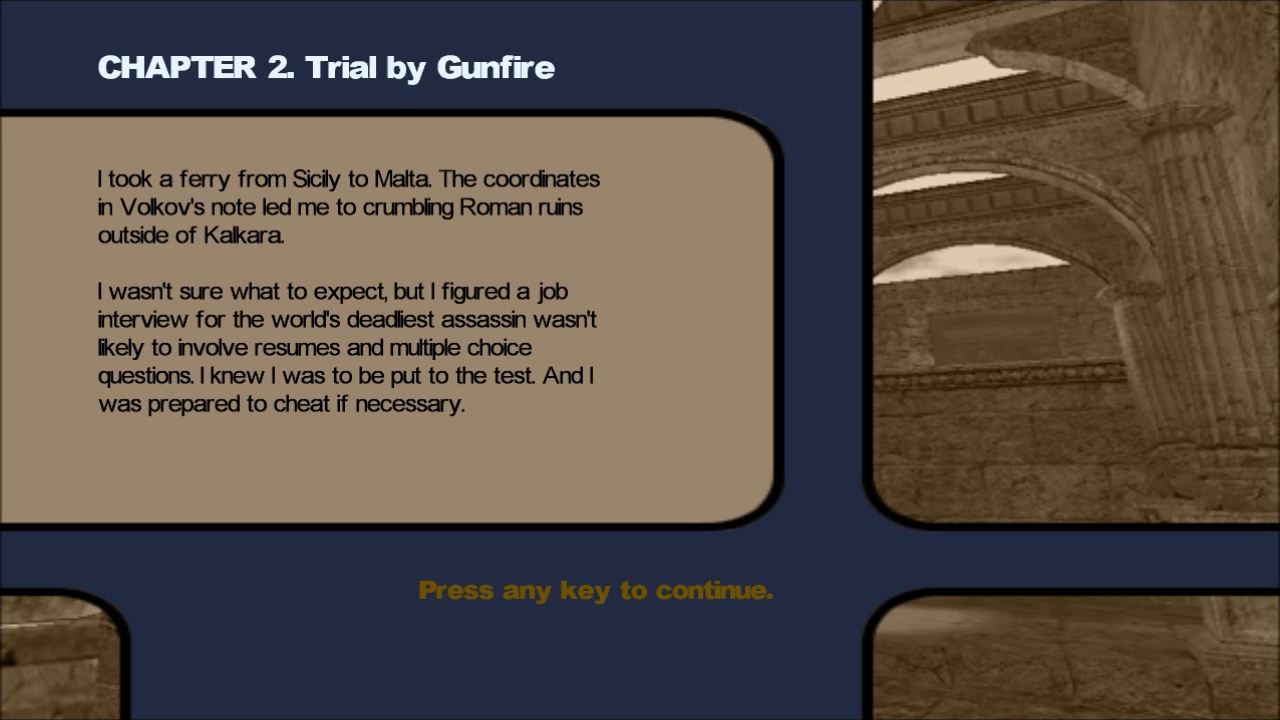 CHAPTER 2. Trial by Gunfire
I took a ferry from Sicily to Malta. The coordinates
in Volkov's note led me to crumbling Roman ruins
outside of Kalkara.
I wasn't sure what to expect, but I figured a job
interview for the world's deadliest assassin wasn't
likely to involve resumes and multiple choice
questions. I knew I was to be put to the test. And I
was prepared to cheat if necessary.
Press any key to continue.